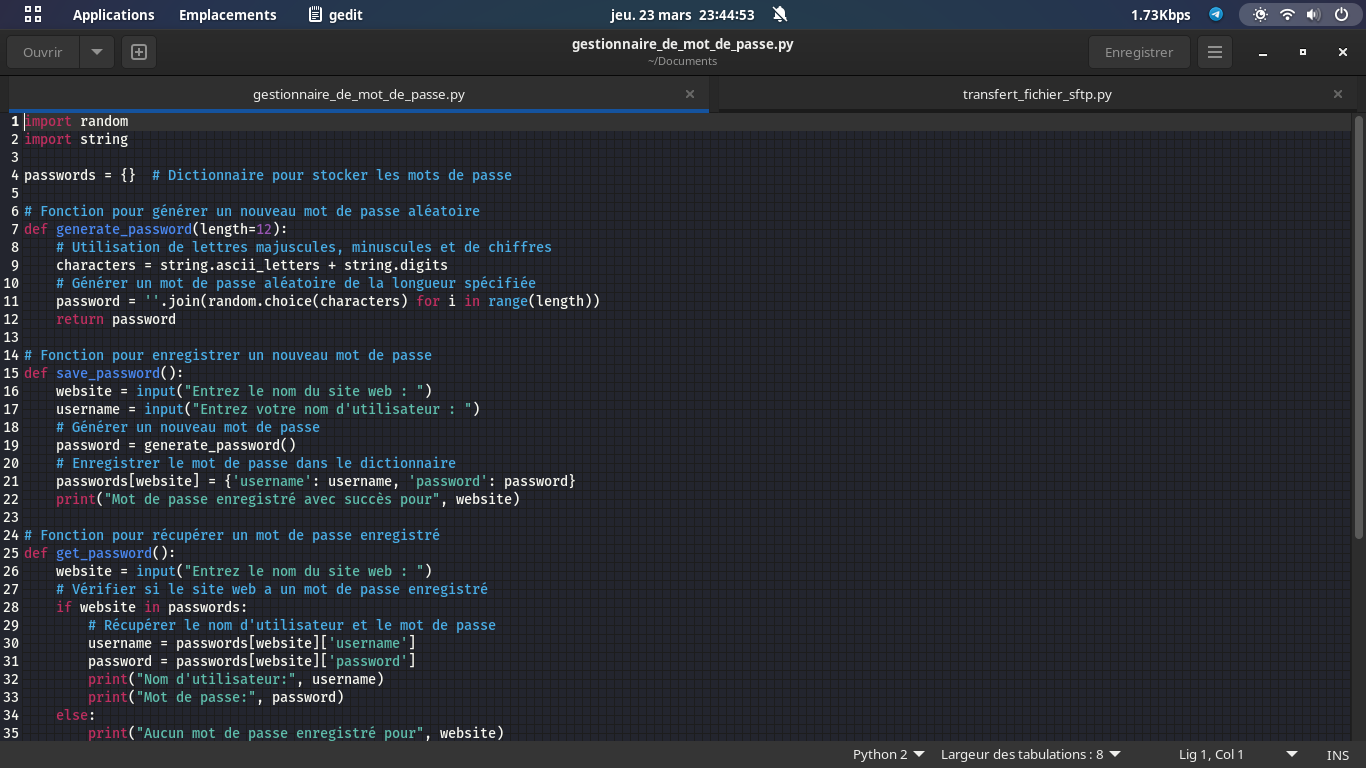 Applications Emplacements gedit jeu. 23 mars 23:44:53 1.73Kbps
Ouvrir gestionnaire_de_mot_de_passe.py Enregistrer
~/Documents
gestionnaire_de_mot_de_passe.py transfert_fichier_sftp.py
1 import random
2 import string
3
4 passwords = {}  # Dictionnaire pour stocker les mots de passe
5
6 # Fonction pour générer un nouveau mot de passe aléatoire
7 def generate_password(length=12):
8     # Utilisation de lettres majuscules, minuscules et de chiffres
9     characters = string.ascii_letters + string.digits
10     # Générer un mot de passe aléatoire de la longueur spécifiée
11     password = ''.join(random.choice(characters) for i in range(length))
12     return password
13
14 # Fonction pour enregistrer un nouveau mot de passe
15 def save_password():
16     website = input("Entrez le nom du site web : ")
17     username = input("Entrez votre nom d'utilisateur : ")
18     # Générer un nouveau mot de passe
19     password = generate_password()
20     # Enregistrer le mot de passe dans le dictionnaire
21     passwords[website] = {'username': username, 'password': password}
22     print("Mot de passe enregistré avec succès pour", website)
23
24 # Fonction pour récupérer un mot de passe enregistré
25 def get_password():
26     website = input("Entrez le nom du site web : ")
27     # Vérifier si le site web a un mot de passe enregistré
28     if website in passwords:
29         # Récupérer le nom d'utilisateur et le mot de passe
30         username = passwords[website]['username']
31         password = passwords[website]['password']
32         print("Nom d'utilisateur:", username)
33         print("Mot de passe:", password)
34     else:
35         print("Aucun mot de passe enregistré pour", website)
Python 2 Largeur des tabulations : 8 Lig 1, Col 1 INS